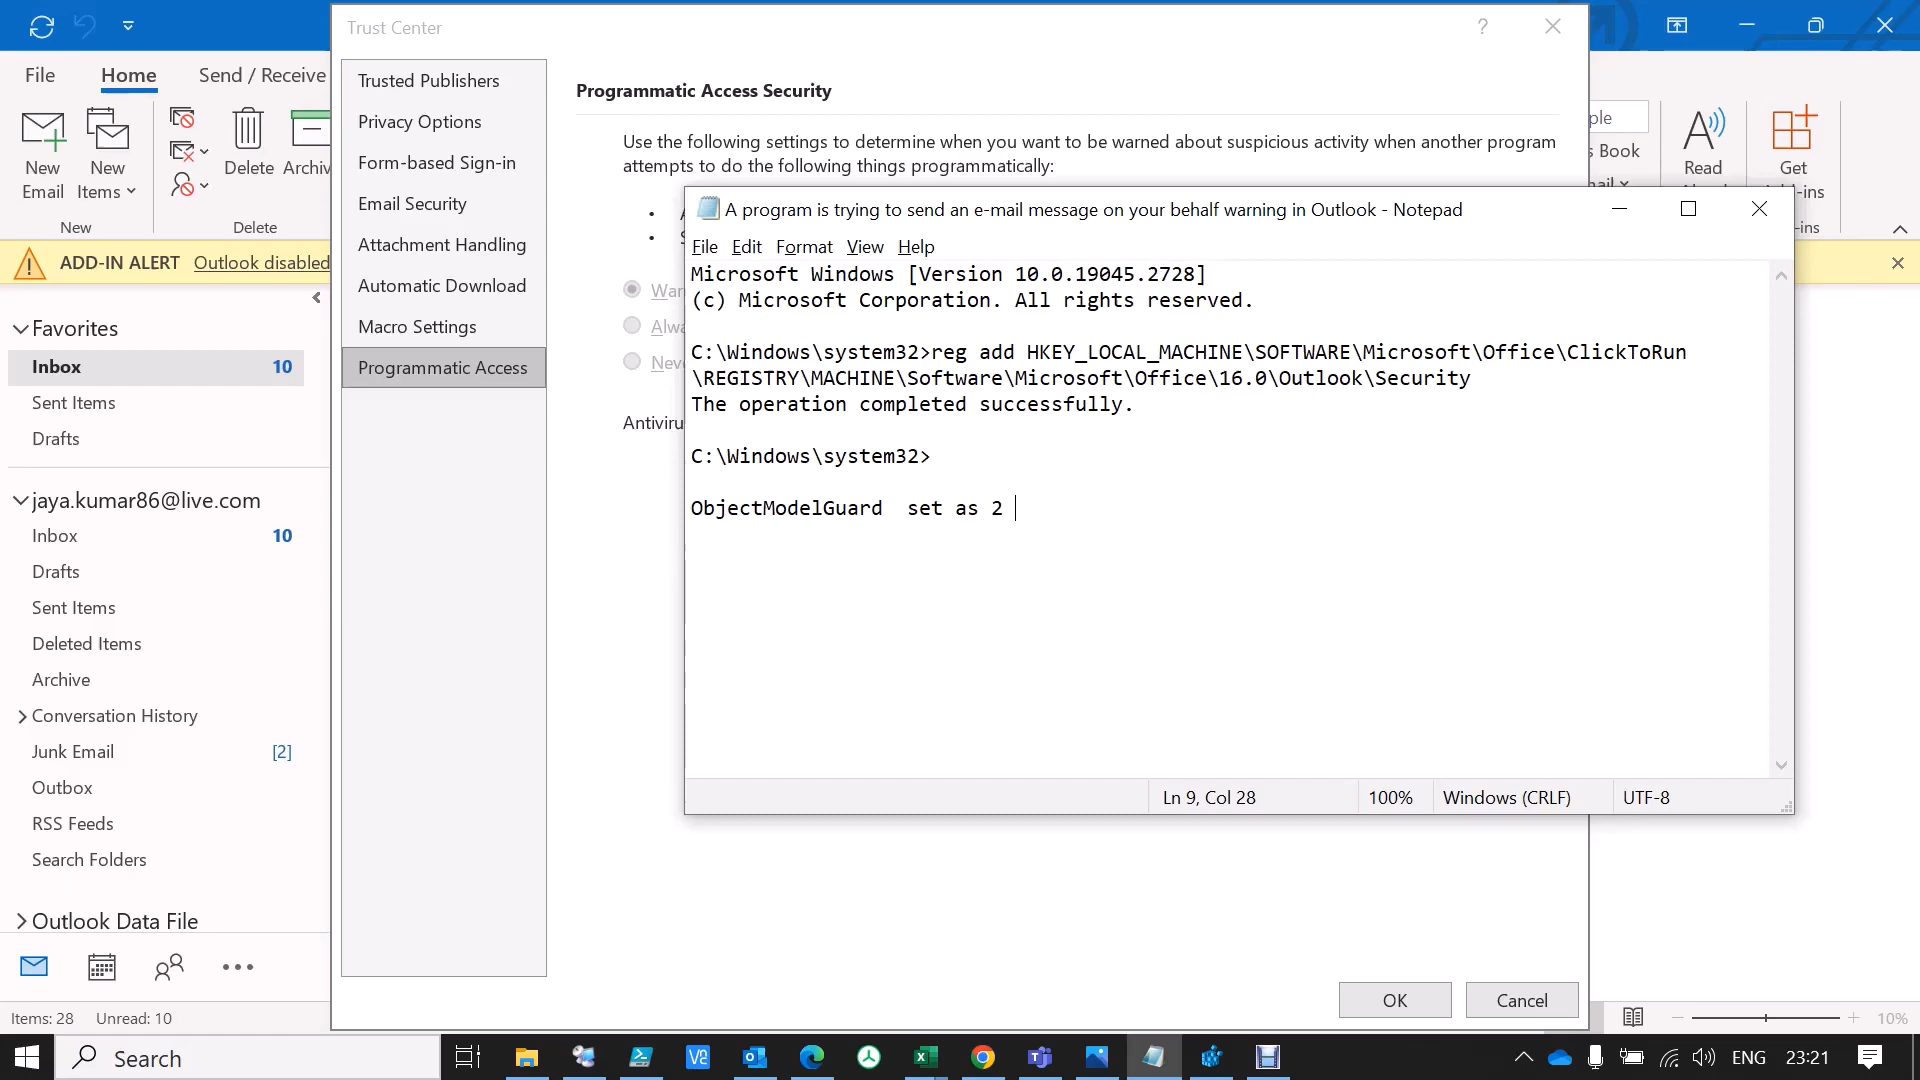 Trust Center
File
Home
Send / Receive
New Email
New Items
Delete
Archiv
New
Delete
ADD-IN ALERT Outlook disabled
Favorites
Inbox 10
Sent Items
Drafts
jaya.kumar86@live.com
Inbox 10
Drafts
Sent Items
Deleted Items
Archive
Conversation History
Junk Email [2]
Outbox
RSS Feeds
Search Folders
Outlook Data File
Items: 28 Unread: 10
Trusted Publishers
Privacy Options
Form-based Sign-in
Email Security
Attachment Handling
Automatic Download
Macro Settings
Programmatic Access
Programmatic Access Security
Use the following settings to determine when you want to be warned about suspicious activity when another program
attempts to do the following things programmatically:
War
Alwa
Neve
Antiviru
A program is trying to send an e-mail message on your behalf warning in Outlook - Notepad
File Edit Format View Help
Microsoft Windows [Version 10.0.19045.2728]
(c) Microsoft Corporation. All rights reserved.
C:\Windows\system32>reg add HKEY_LOCAL_MACHINE\SOFTWARE\Microsoft\Office\ClickToRun
\REGISTRY\MACHINE\Software\Microsoft\Office\16.0\Outlook\Security
The operation completed successfully.
C:\Windows\system32>
ObjectModelGuard  set as 2
Ln 9, Col 28 100% Windows (CRLF) UTF-8
OK
Cancel
ple
s Book
Read
Get
-ins
-ins
10%
Search
ENG 23:21